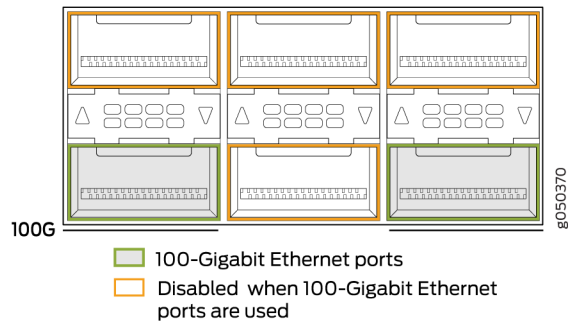 g050370
100G
100-Gigabit Ethernet ports
Disabled when 100-Gigabit Ethernet
ports are used